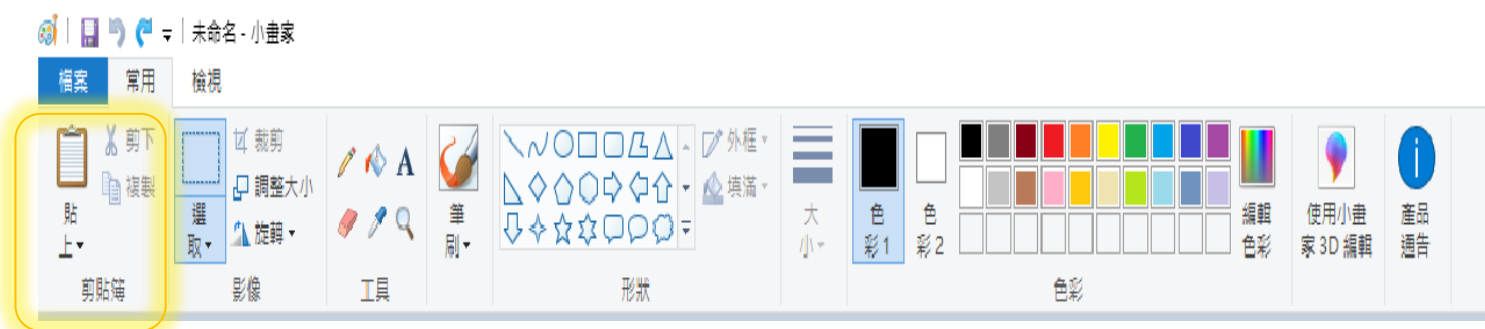 未命名 - 小畫家
檔案 常用 檢視
貼上
剪下
複製
剪貼簿
選取
裁剪
調整大小
旋轉
影像
A
工具
筆刷
外框
填滿
形狀
大小
色彩 1
色彩 2
編輯色彩
色彩
使用小畫家 3D 編輯
產品通告